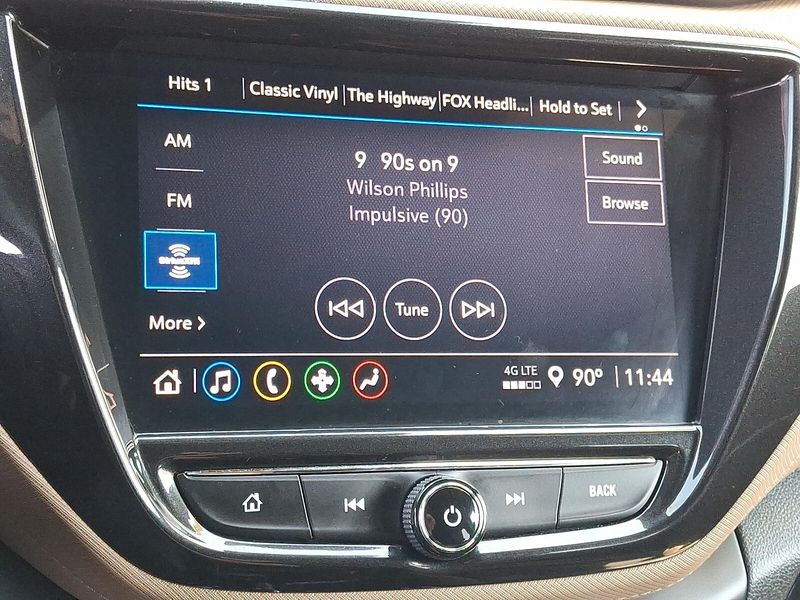 Hits 1 Classic Vinyl The Highway FOX Headli... Hold to Set
AM
9 90s on 9
Sound
FM
Wilson Phillips
Impulsive (90)
Browse
SiriusXM
Tune
More
4G LTE
90° 11:44
BACK